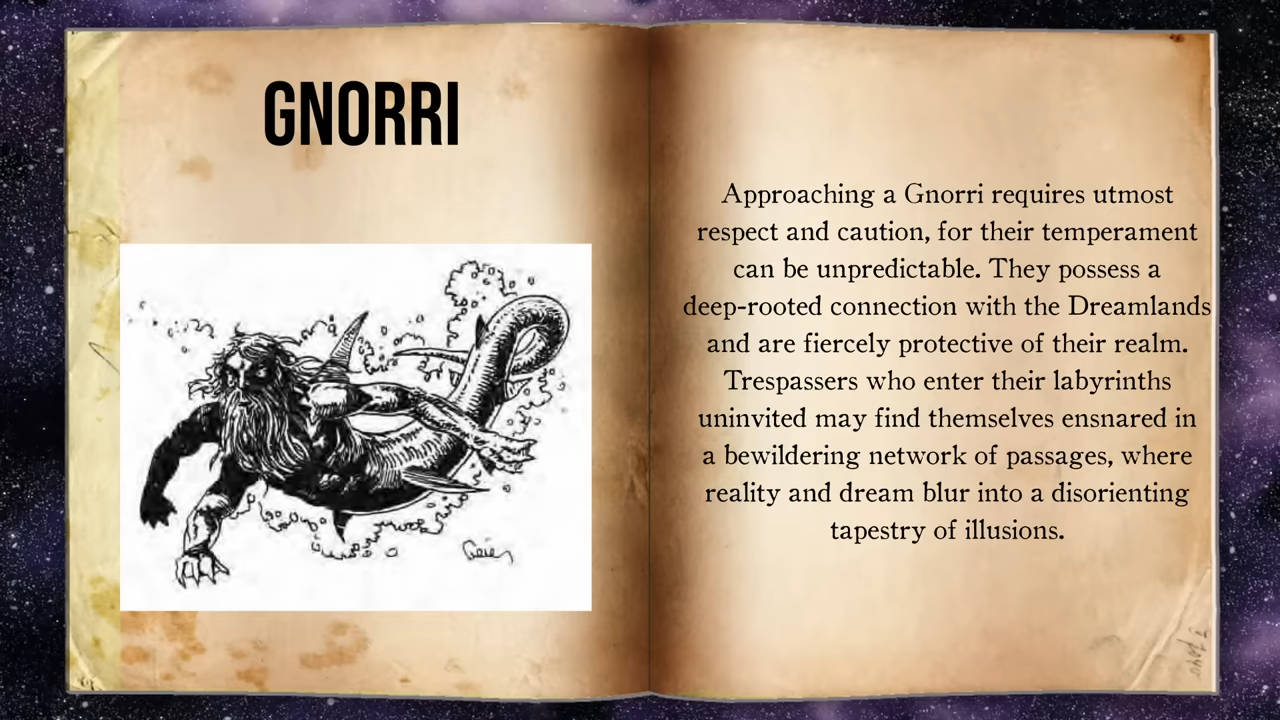 GNORRI
Approaching a Gnorri requires utmost
respect and caution, for their temperament
can be unpredictable. They possess a
deep-rooted connection with the Dreamlands
and are fiercely protective of their realm.
Trespassers who enter their labyrinths
uninvited may find themselves ensnared in
a bewildering network of passages, where
reality and dream blur into a disorienting
tapestry of illusions.